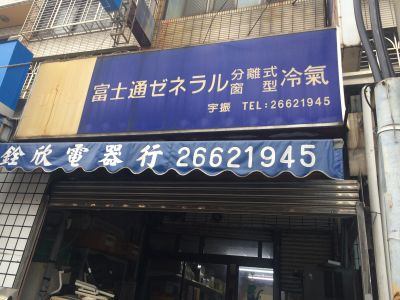 富士通ゼネラル 分離式 窗型 冷氣
宇振 TEL:26621945
銓欣電器行 26621945